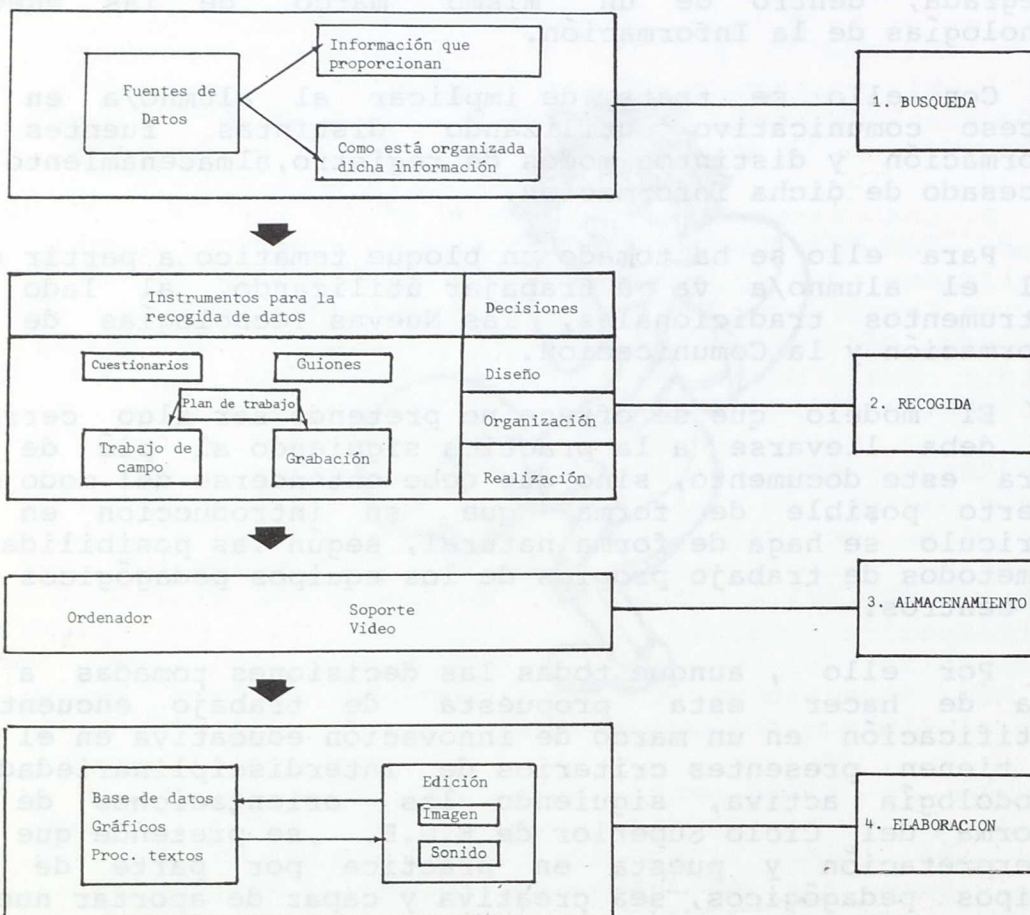 Fuentes de
Datos
Información que
proporcionan
Como está organizada
dicha información
1. BUSQUEDA
Instrumentos para la
recogida de datos
Decisiones
Cuestionarios
Guiones
Diseño
Plan de trabajo
Organización
Trabajo de
campo
Grabación
Realización
2. RECOGIDA
Ordenador
Soporte
Video
3. ALMACENAMIENTO
Base de datos
Gráficos
Proc. textos
Edición
Imagen
Sonido
4. ELABORACION